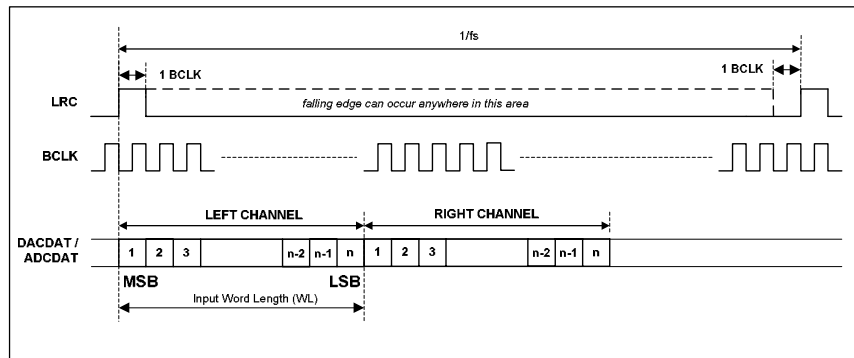 1/fs
1 BCLK
1 BCLK
LRC
falling edge can occur anywhere in this area
BCLK
LEFT CHANNEL
RIGHT CHANNEL
DACDAT /
ADCDAT
1 2 3 n-2 n-1 n 1 2 3 n-2 n-1 n
MSB LSB
Input Word Length (WL)